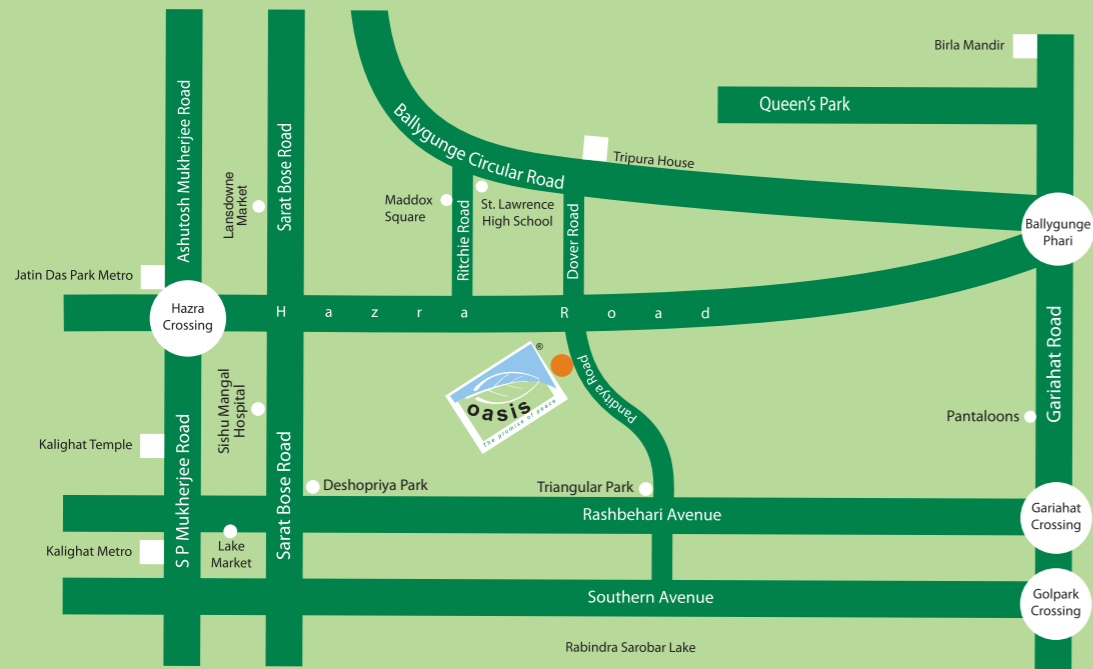 Birla Mandir
Queen's Park
Ashutosh Mukherjee Road
Sarat Bose Road
Ballygunge Circular Road
Tripura House
Lansdowne
Market
Maddox
Square
St. Lawrence
High School
Ritchie Road
Dover Road
Ballygunge
Phari
Jatin Das Park Metro
Hazra
Crossing
Hazra Road
Gariahat Road
®
oasis
The promise of peace
Panditya Road
Sishu Mangal
Hospital
Pantaloons
Kalighat Temple
S P Mukherjee Road
Sarat Bose Road
Deshopriya Park
Triangular Park
Rashbehari Avenue
Gariahat
Crossing
Kalighat Metro
Lake
Market
Southern Avenue
Golpark
Crossing
Rabindra Sarobar Lake